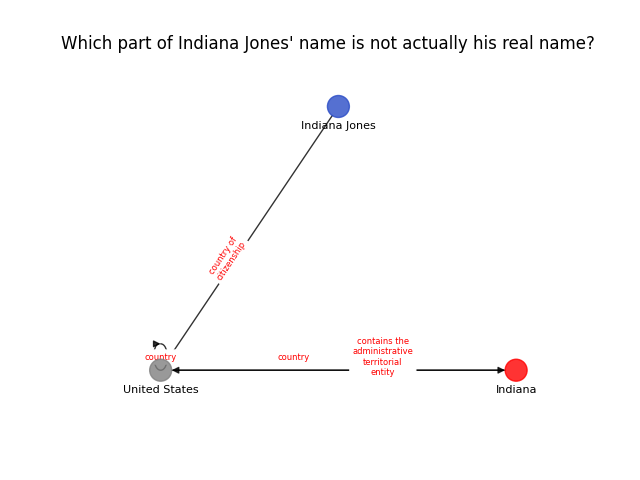 Which part of Indiana Jones' name is not actually his real name?
Indiana Jones
country of
citizenship
country
country
contains the
administrative
territorial
entity
United States
Indiana